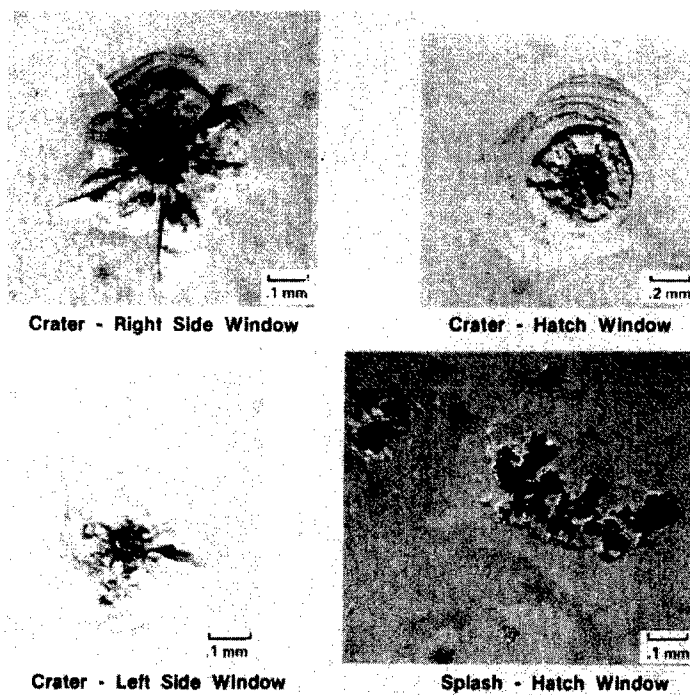 .1 mm
.2 mm
Crater - Right Side Window
Crater - Hatch Window
.1 mm
.1 mm
Crater - Left Side Window
Splash - Hatch Window